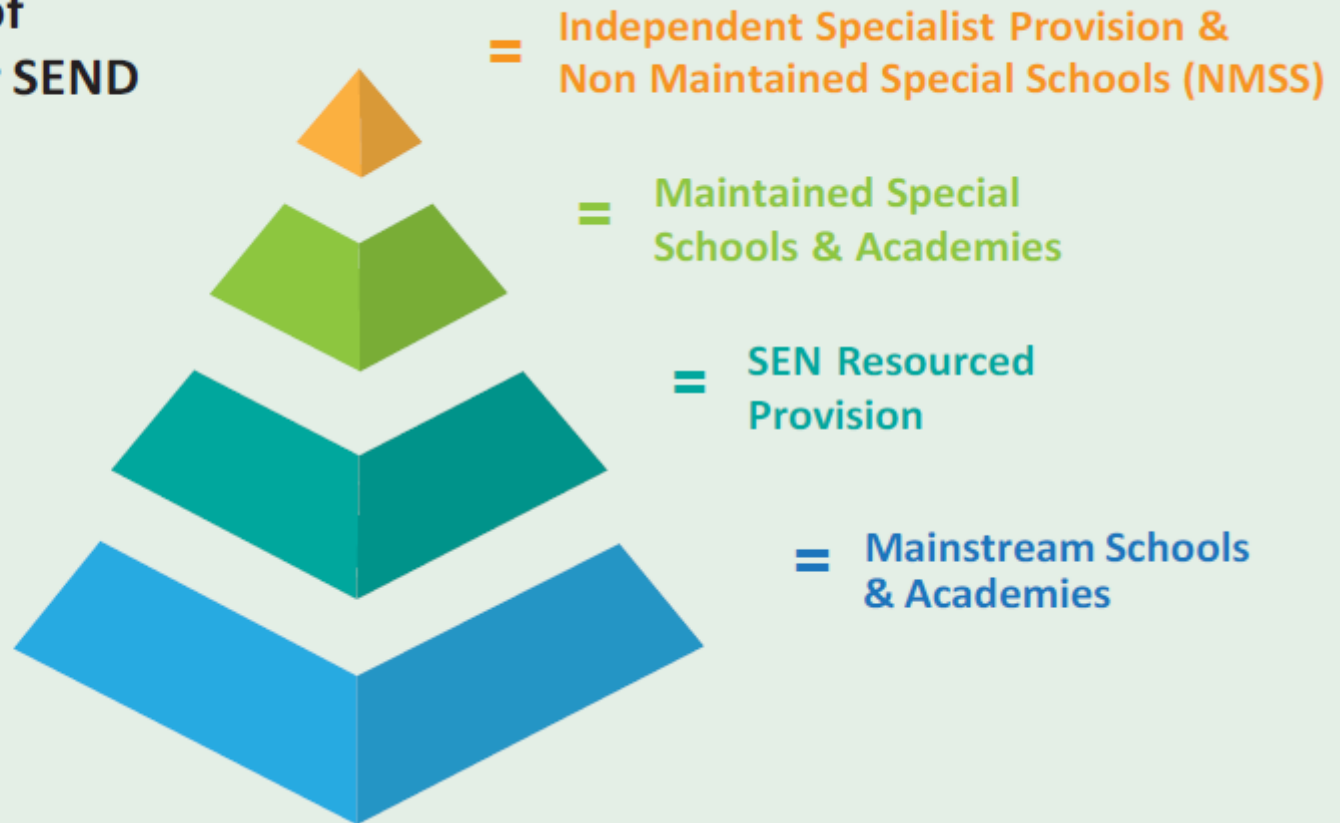 of
SEND
= Independent Specialist Provision &
Non Maintained Special Schools (NMSS)
= Maintained Special
Schools & Academies
= SEN Resourced
Provision
= Mainstream Schools
& Academies